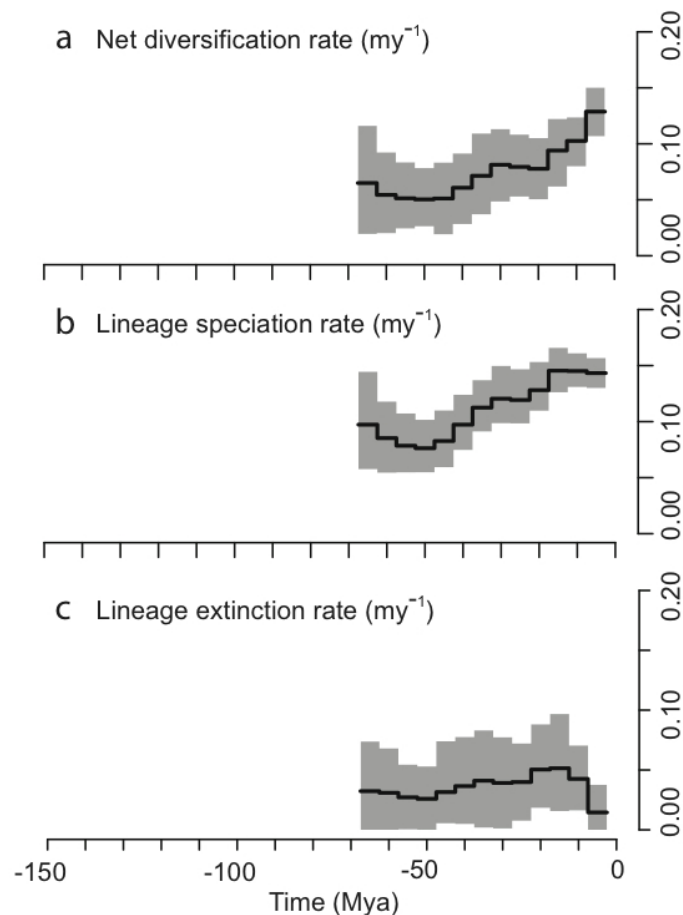 a Net diversification rate (my⁻¹)
0.20
0.10
0.00
b Lineage speciation rate (my⁻¹)
0.20
0.10
0.00
c Lineage extinction rate (my⁻¹)
0.20
0.10
0.00
-150 -100 -50 0
Time (Mya)